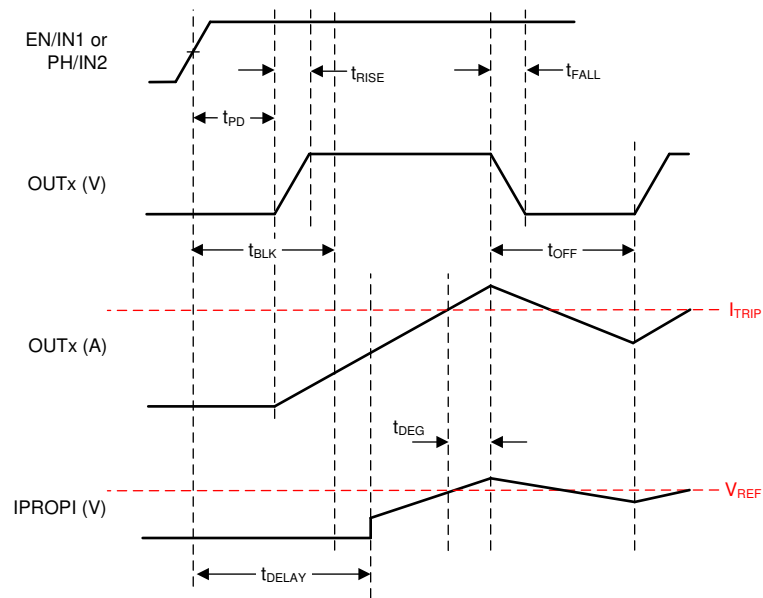 EN/IN1 or
PH/IN2
tRISE
tFALL
tPD
OUTx (V)
tBLK
tOFF
ITRIP
OUTx (A)
tDEG
VREF
IPROPI (V)
tDELAY